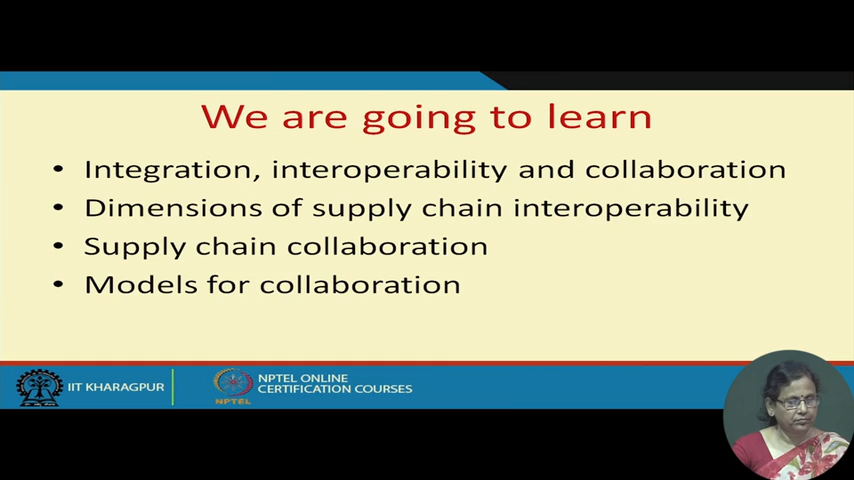 We are going to learn
• Integration, interoperability and collaboration
• Dimensions of supply chain interoperability
• Supply chain collaboration
• Models for collaboration
IIT KHARAGPUR
NPTEL ONLINE
CERTIFICATION COURSES
NPTEL